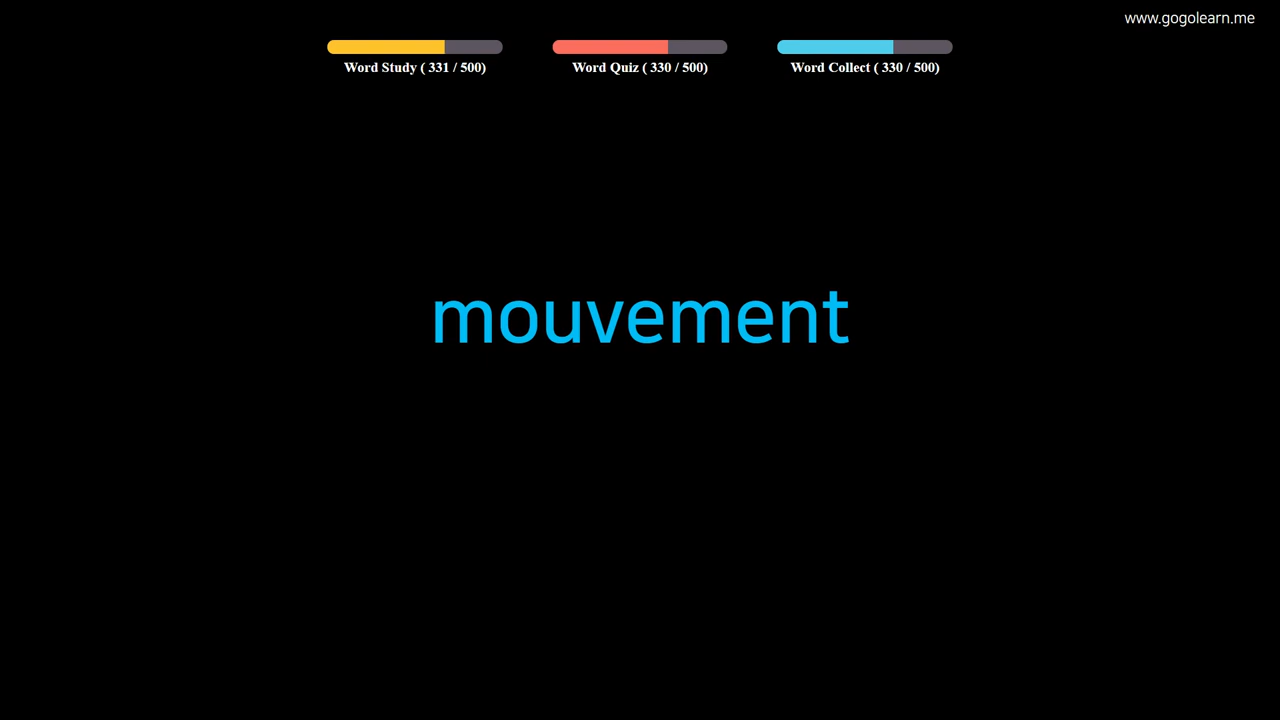 www.gogolearn.me
Word Study ( 331 / 500)
Word Quiz ( 330 / 500)
Word Collect ( 330 / 500)
mouvement